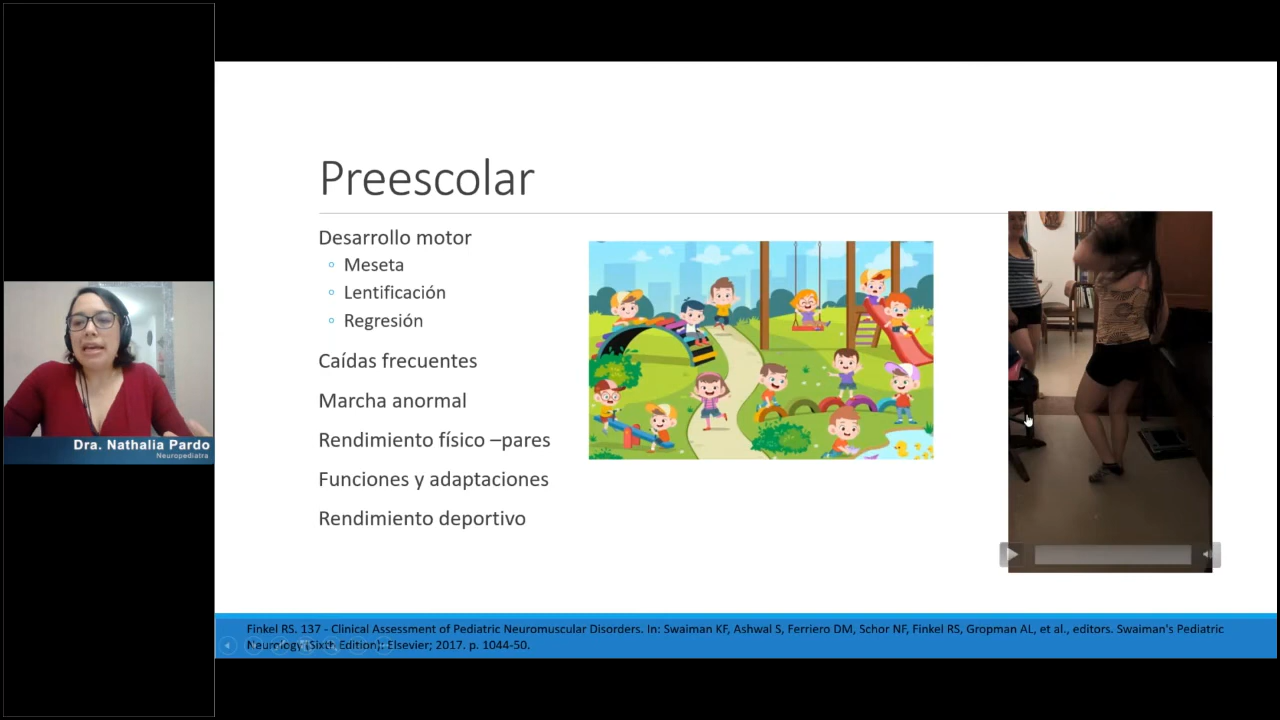 Preescolar
Desarrollo motor
Meseta
Lentificación
Regresión
Caídas frecuentes
Marcha anormal
Rendimiento físico –pares
Funciones y adaptaciones
Rendimiento deportivo
Dra. Nathalia Pardo
Neuropediatra
Finkel RS. 137 - Clinical Assessment of Pediatric Neuromuscular Disorders. In: Swaiman KF, Ashwal S, Ferriero DM, Schor NF, Finkel RS, Gropman AL, et al., editors. Swaiman's Pediatric
Neurology (Sixth Edition): Elsevier; 2017. p. 1044-50.